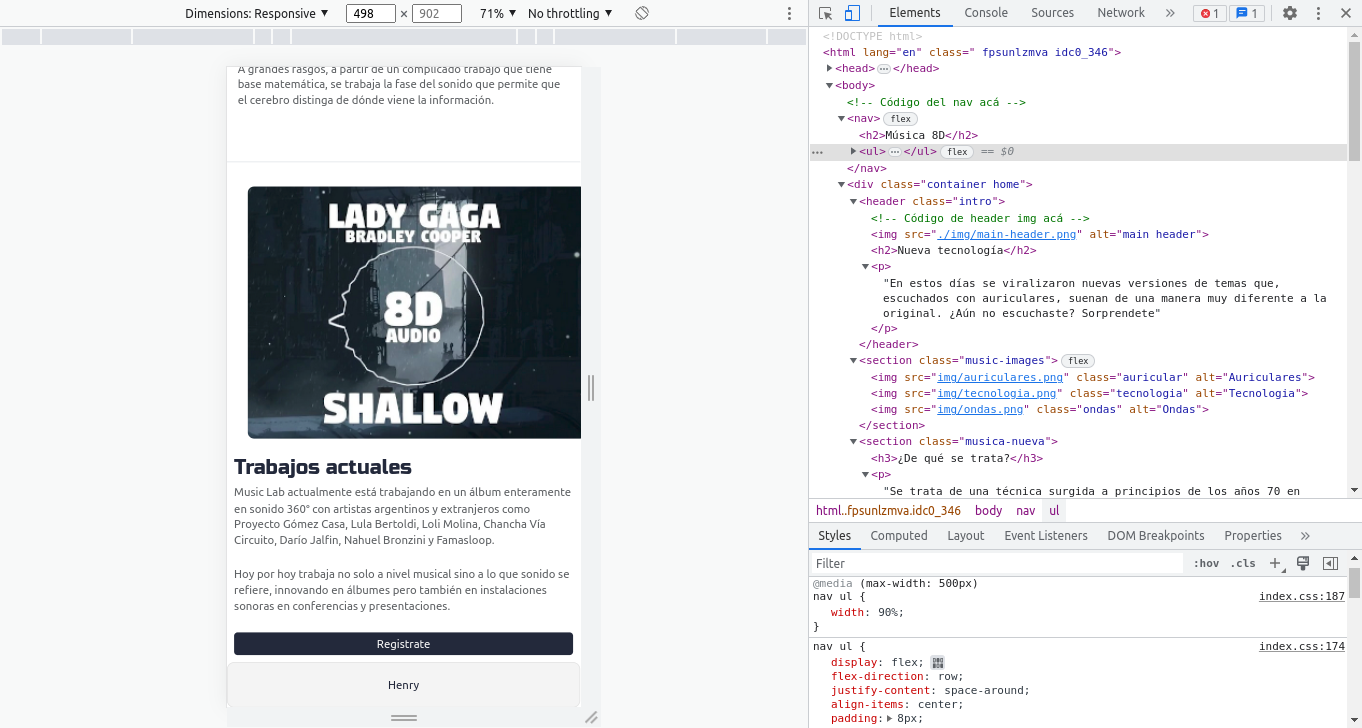 Dimensions: Responsive ▼ 498 × 902 71% ▼ No throttling ▼
A grandes rasgos, a partir de un complicado trabajo que tiene
base matemática, se trabaja la fase del sonido que permite que
el cerebro distinga de dónde viene la información.
LADY GAGA
BRADLEY COOPER
8D
AUDIO
SHALLOW
Trabajos actuales
Music Lab actualmente está trabajando en un álbum enteramente
en sonido 360° con artistas argentinos y extranjeros como
Proyecto Gómez Casa, Lula Bertoldi, Loli Molina, Chancha Vía
Circuito, Darío Jalfin, Nahuel Bronzini y Famasloop.
Hoy por hoy trabaja no solo a nivel musical sino a lo que sonido se
refiere, innovando en álbumes pero también en instalaciones
sonoras en conferencias y presentaciones.
Registrate
Henry
Elements Console Sources Network » 1 1
<!DOCTYPE html>
<html lang="en" class=" fpsunlzmva idc0_346">
▶<head>…</head>
▼<body>
<!-- Código del nav acá -->
▼<nav> flex
<h2>Música 8D</h2>
… ▶<ul>…</ul> flex == $0
</nav>
▼<div class="container home">
▼<header class="intro">
<!-- Código de header img acá -->
<img src="./img/main-header.png" alt="main header">
<h2>Nueva tecnología</h2>
▼<p>
"En estos días se viralizaron nuevas versiones de temas que,
escuchados con auriculares, suenan de una manera muy diferente a la
original. ¿Aún no escuchaste? Sorprendete"
</p>
</header>
▼<section class="music-images"> flex
<img src="img/auriculares.png" class="auricular" alt="Auriculares">
<img src="img/tecnologia.png" class="tecnologia" alt="Tecnologia">
<img src="img/ondas.png" class="ondas" alt="Ondas">
</section>
▼<section class="musica-nueva">
<h3>¿De qué se trata?</h3>
▼<p>
"Se trata de una técnica surgida a principios de los años 70 en
html..fpsunlzmva.idc0_346 body nav ul
Styles Computed Layout Event Listeners DOM Breakpoints Properties »
Filter :hov .cls +
@media (max-width: 500px)
nav ul { index.css:187
width: 90%;
}
nav ul { index.css:174
display: flex;
flex-direction: row;
justify-content: space-around;
align-items: center;
padding: ▶ 8px;